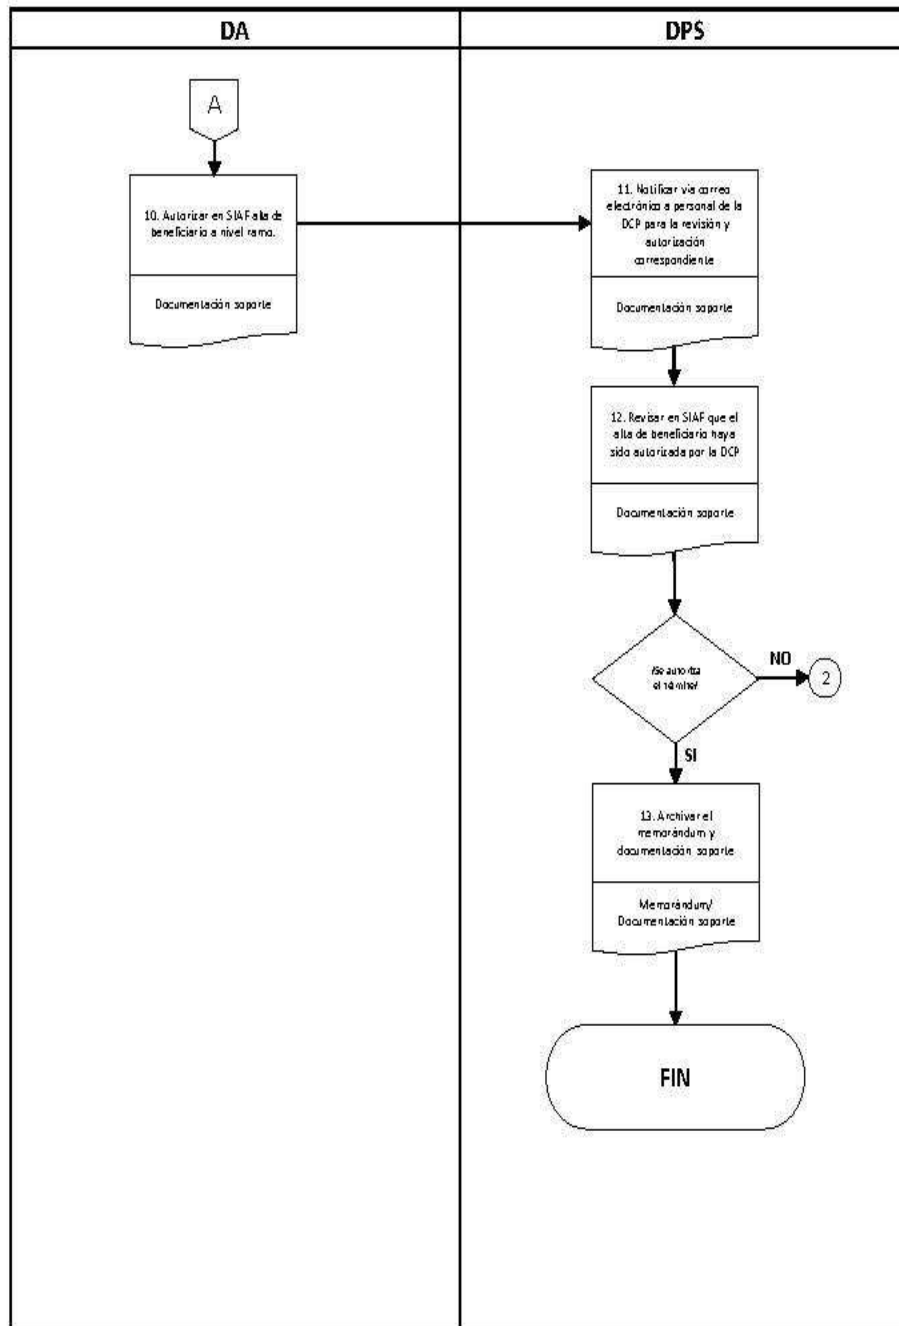 DA
DPS
A
10. Autorizar en SIAF alta de
beneficiario a nivel ramo.
Documentación soporte
11. Notificar via correo
electrónico a personal de la
DCP para la revisión y
autorización
correspondiente
Documentación soporte
12. Revisar en SIAF que el
alta de beneficiario haya
sido autorizada por la DCP
Documentación soporte
Se autoriza
el trámite
NO
2
SI
13. Archivar el
memorándum y
documentación soporte
Memorándum/
Documentación soporte
FIN